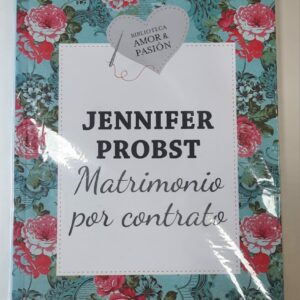 BIBLIOTECA
AMOR &
PASIÓN
JENNIFER
PROBST
Matrimonio
por contrato